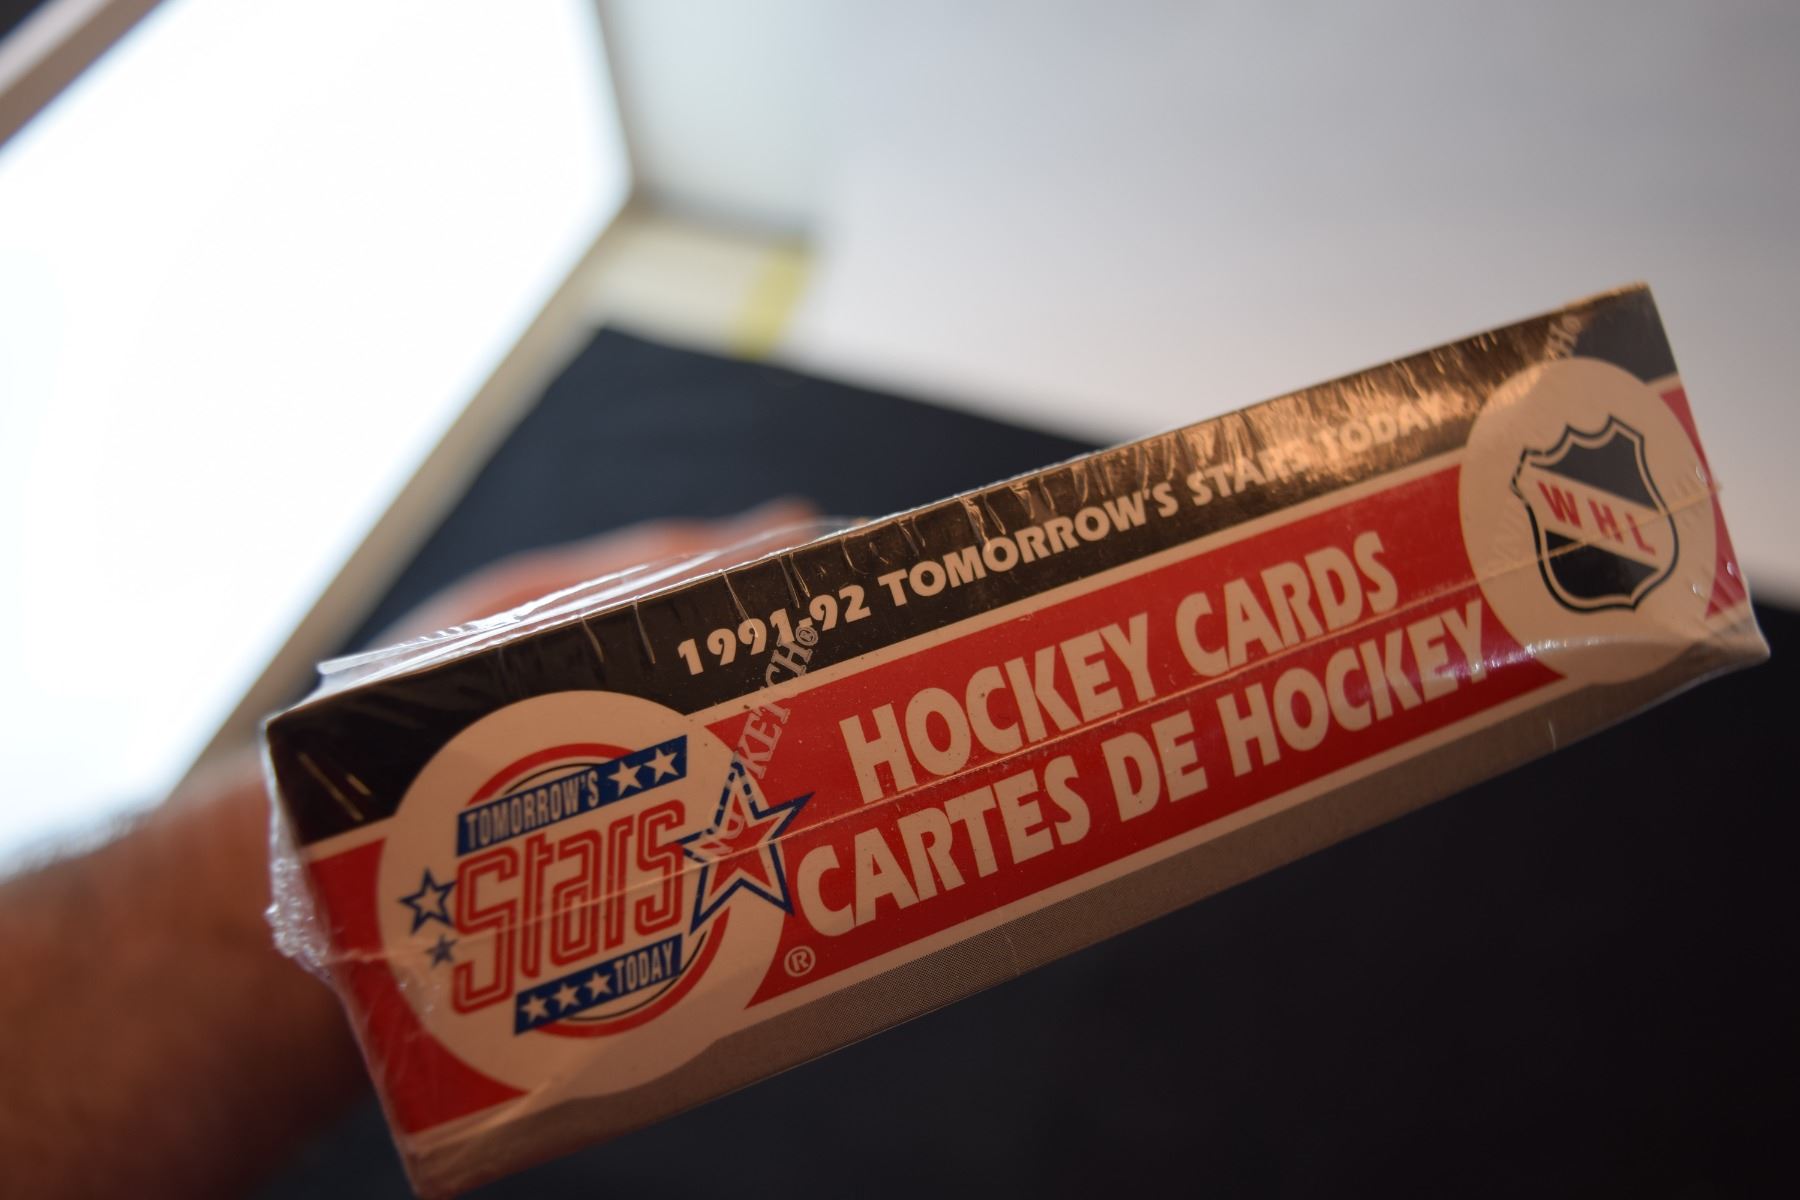 1991-92 TOMORROW'S STARS TODAY
HOCKEY CARDS
CARTES DE HOCKEY
®
TOMORROW'S
Stars
TODAY
WHL